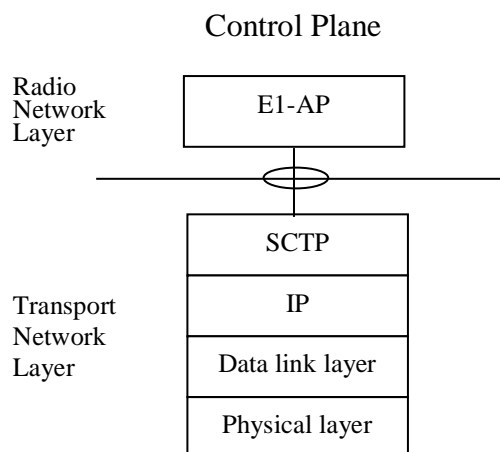 Control Plane
Radio
Network
Layer
E1-AP
SCTP
Transport
Network
Layer
IP
Data link layer
Physical layer